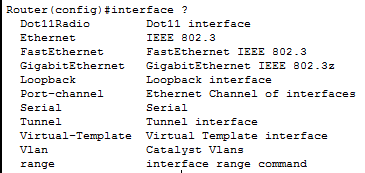 Router(config)#interface ?
Dot11Radio Dot11 interface
Ethernet IEEE 802.3
FastEthernet FastEthernet IEEE 802.3
GigabitEthernet GigabitEthernet IEEE 802.3z
Loopback Loopback interface
Port-channel Ethernet Channel of interfaces
Serial Serial
Tunnel Tunnel interface
Virtual-Template Virtual Template interface
Vlan Catalyst Vlans
range interface range command